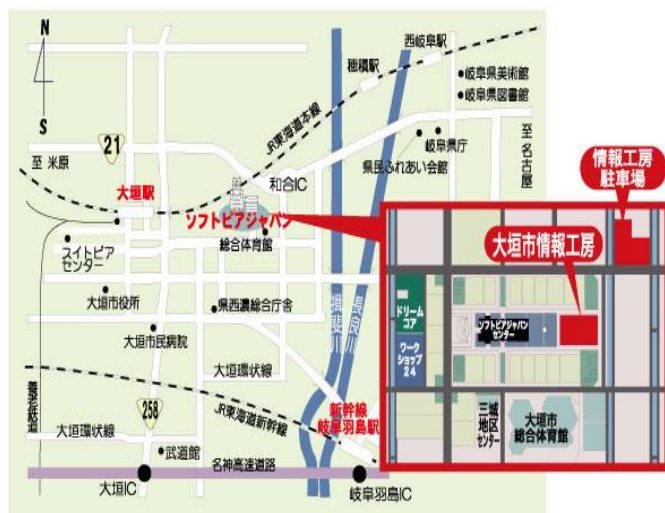 N
S
21
至 米原
西岐阜駅
穂積駅
岐阜県美術館
岐阜県図書館
JR東海道本線
岐阜県庁
県民ふれあい会館
至 名古屋
和合IC
大垣駅
ソフトピアジャパン
総合体育館
スイトピア
センター
大垣市役所
県西濃総合庁舎
大垣市民病院
揖斐川
長良川
大垣環状線
養老鉄道
258
JR東海道新幹線
新幹線
岐阜羽島駅
大垣環状線
武道館
名神高速道路
大垣IC
岐阜羽島IC
情報工房
駐車場
大垣市情報工房
ドリーム
コア
ソフトピアジャパン
センター
ワーク
ショップ
24
三城
地区
センター
大垣市
総合体育館